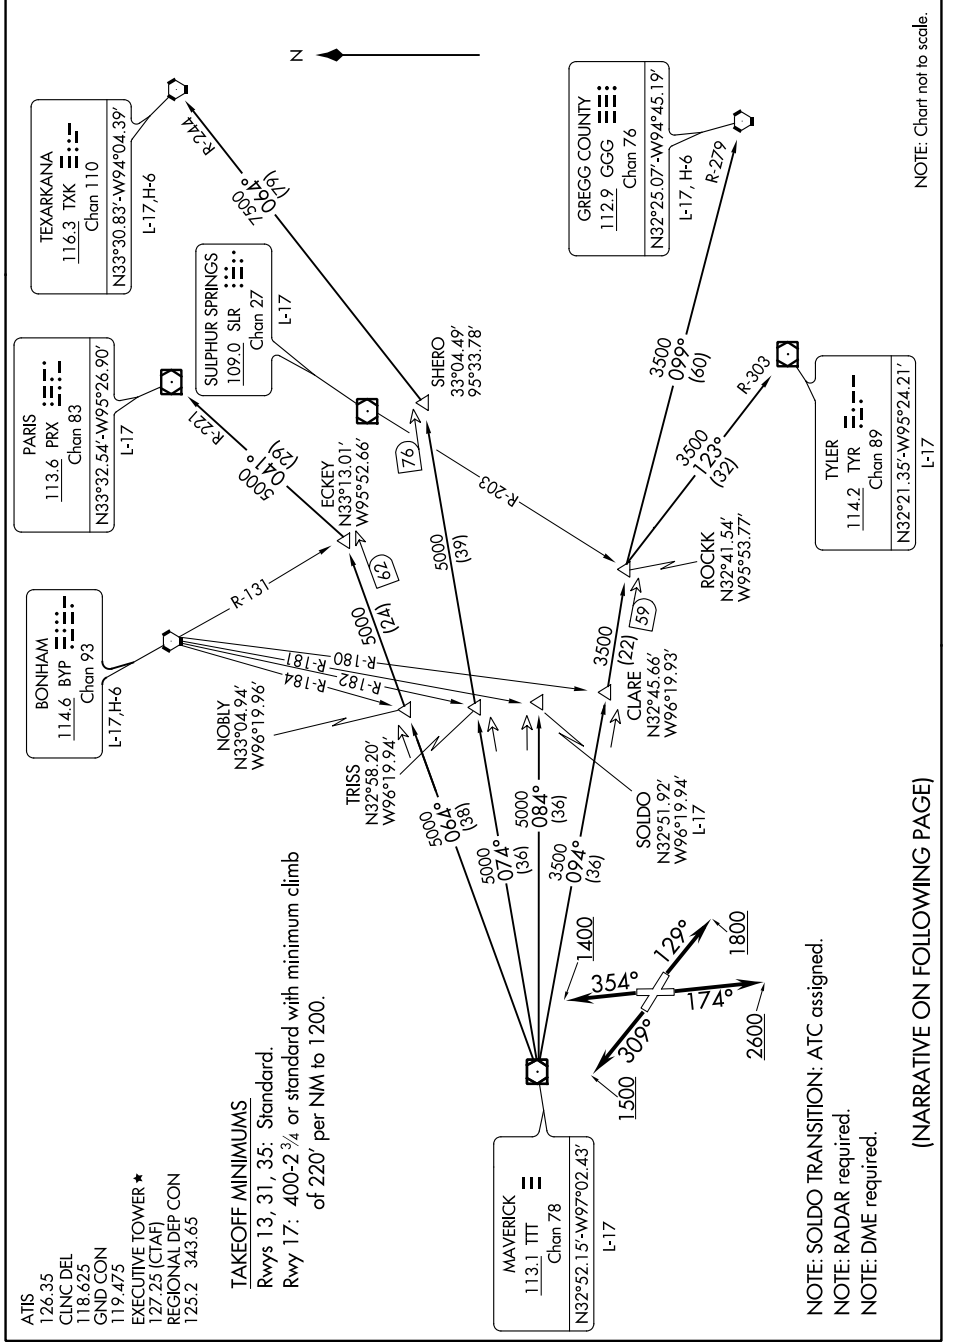 ATIS
126.35
CLNC DEL
118.625
GND CON
119.475
EXECUTIVE TOWER ★
127.25 (CTAF)
REGIONAL DEP CON
125.2 343.65
TAKEOFF MINIMUMS
Rwys 13, 31, 35: Standard.
Rwy 17: 400-2¾ or standard with minimum climb
of 220' per NM to 1200.
BONHAM
114.6 BYP
Chan 93
L-17,H-6
PARIS
113.6 PRX
Chan 83
N33°32.54'-W95°26.90'
L-17
TEXARKANA
116.3 TXK
Chan 110
N33°30.83'-W94°04.39'
L-17,H-6
SULPHUR SPRINGS
109.0 SLR
Chan 27
L-17
N
R-244
7500
064°
(79)
R-221
5000
041°
(29)
R-131
R-184
R-181
R-182
R-180
NOBLY
N33°04.94'
W96°19.96'
ECKEY
N33°13.01'
W95°52.66'
SHERO
33°04.49'
95°33.78'
5000
(24)
62
76
5000
(39)
R-203
TRISS
N32°58.20'
W96°19.94'
5000
064°
(38)
5000
074°
(36)
5000
084°
(36)
3500
094°
(36)
SOLDO
N32°51.92'
W96°19.94'
L-17
CLARE
N32°45.66'
W96°19.93'
3500
(22)
59
ROCKK
N32°41.54'
W95°53.77'
3500
099°
(60)
R-279
3500
123°
(32)
R-303
GREGG COUNTY
112.9 GGG
Chan 76
N32°25.07'-W94°45.19'
L-17, H-6
TYLER
114.2 TYR
Chan 89
N32°21.35'-W95°24.21'
L-17
MAVERICK
113.1 TTT
Chan 78
N32°52.15'-W97°02.43'
L-17
1400
354°
129°
1800
309°
1500
174°
2600
NOTE: SOLDO TRANSITION: ATC assigned.
NOTE: RADAR required.
NOTE: DME required.
NOTE: Chart not to scale.
(NARRATIVE ON FOLLOWING PAGE)